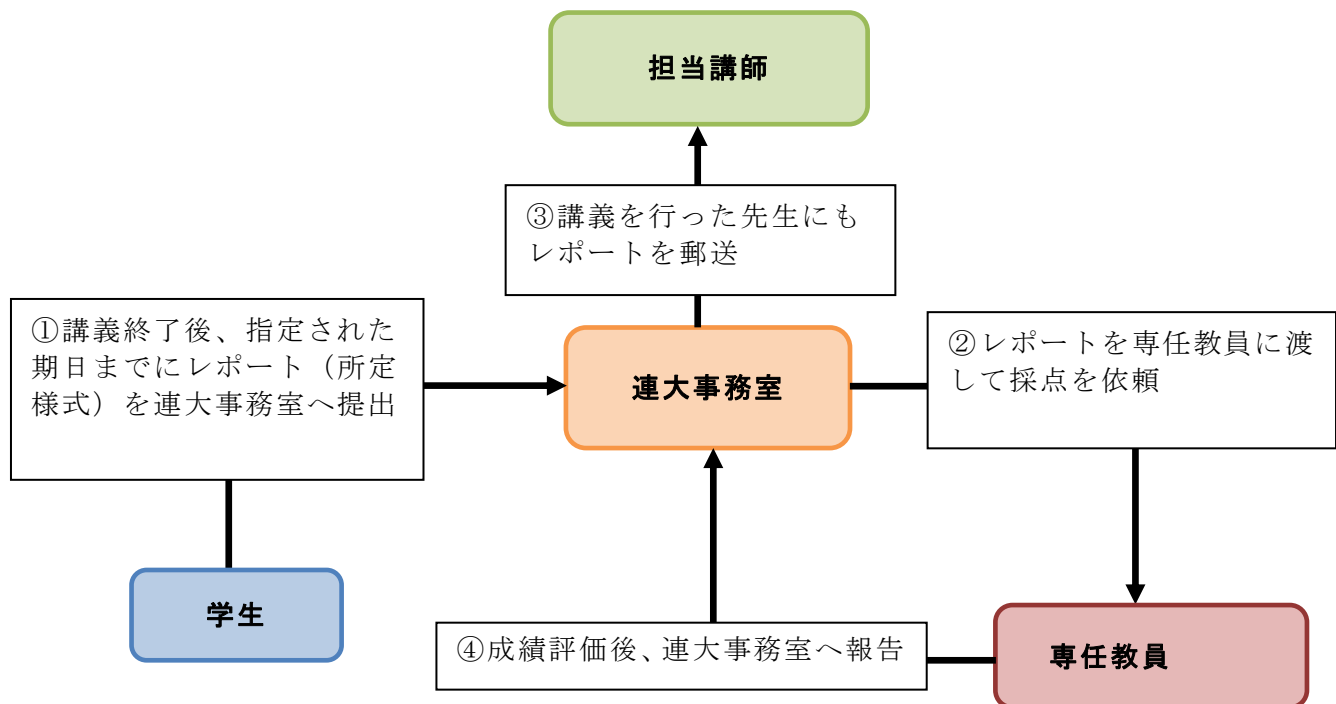 担当講師
③講義を行った先生にも
レポートを郵送
①講義終了後、指定された
期日までにレポート（所定
様式）を連大事務室へ提出
連大事務室
②レポートを専任教員に渡
して採点を依頼
学生
④成績評価後、連大事務室へ報告
専任教員